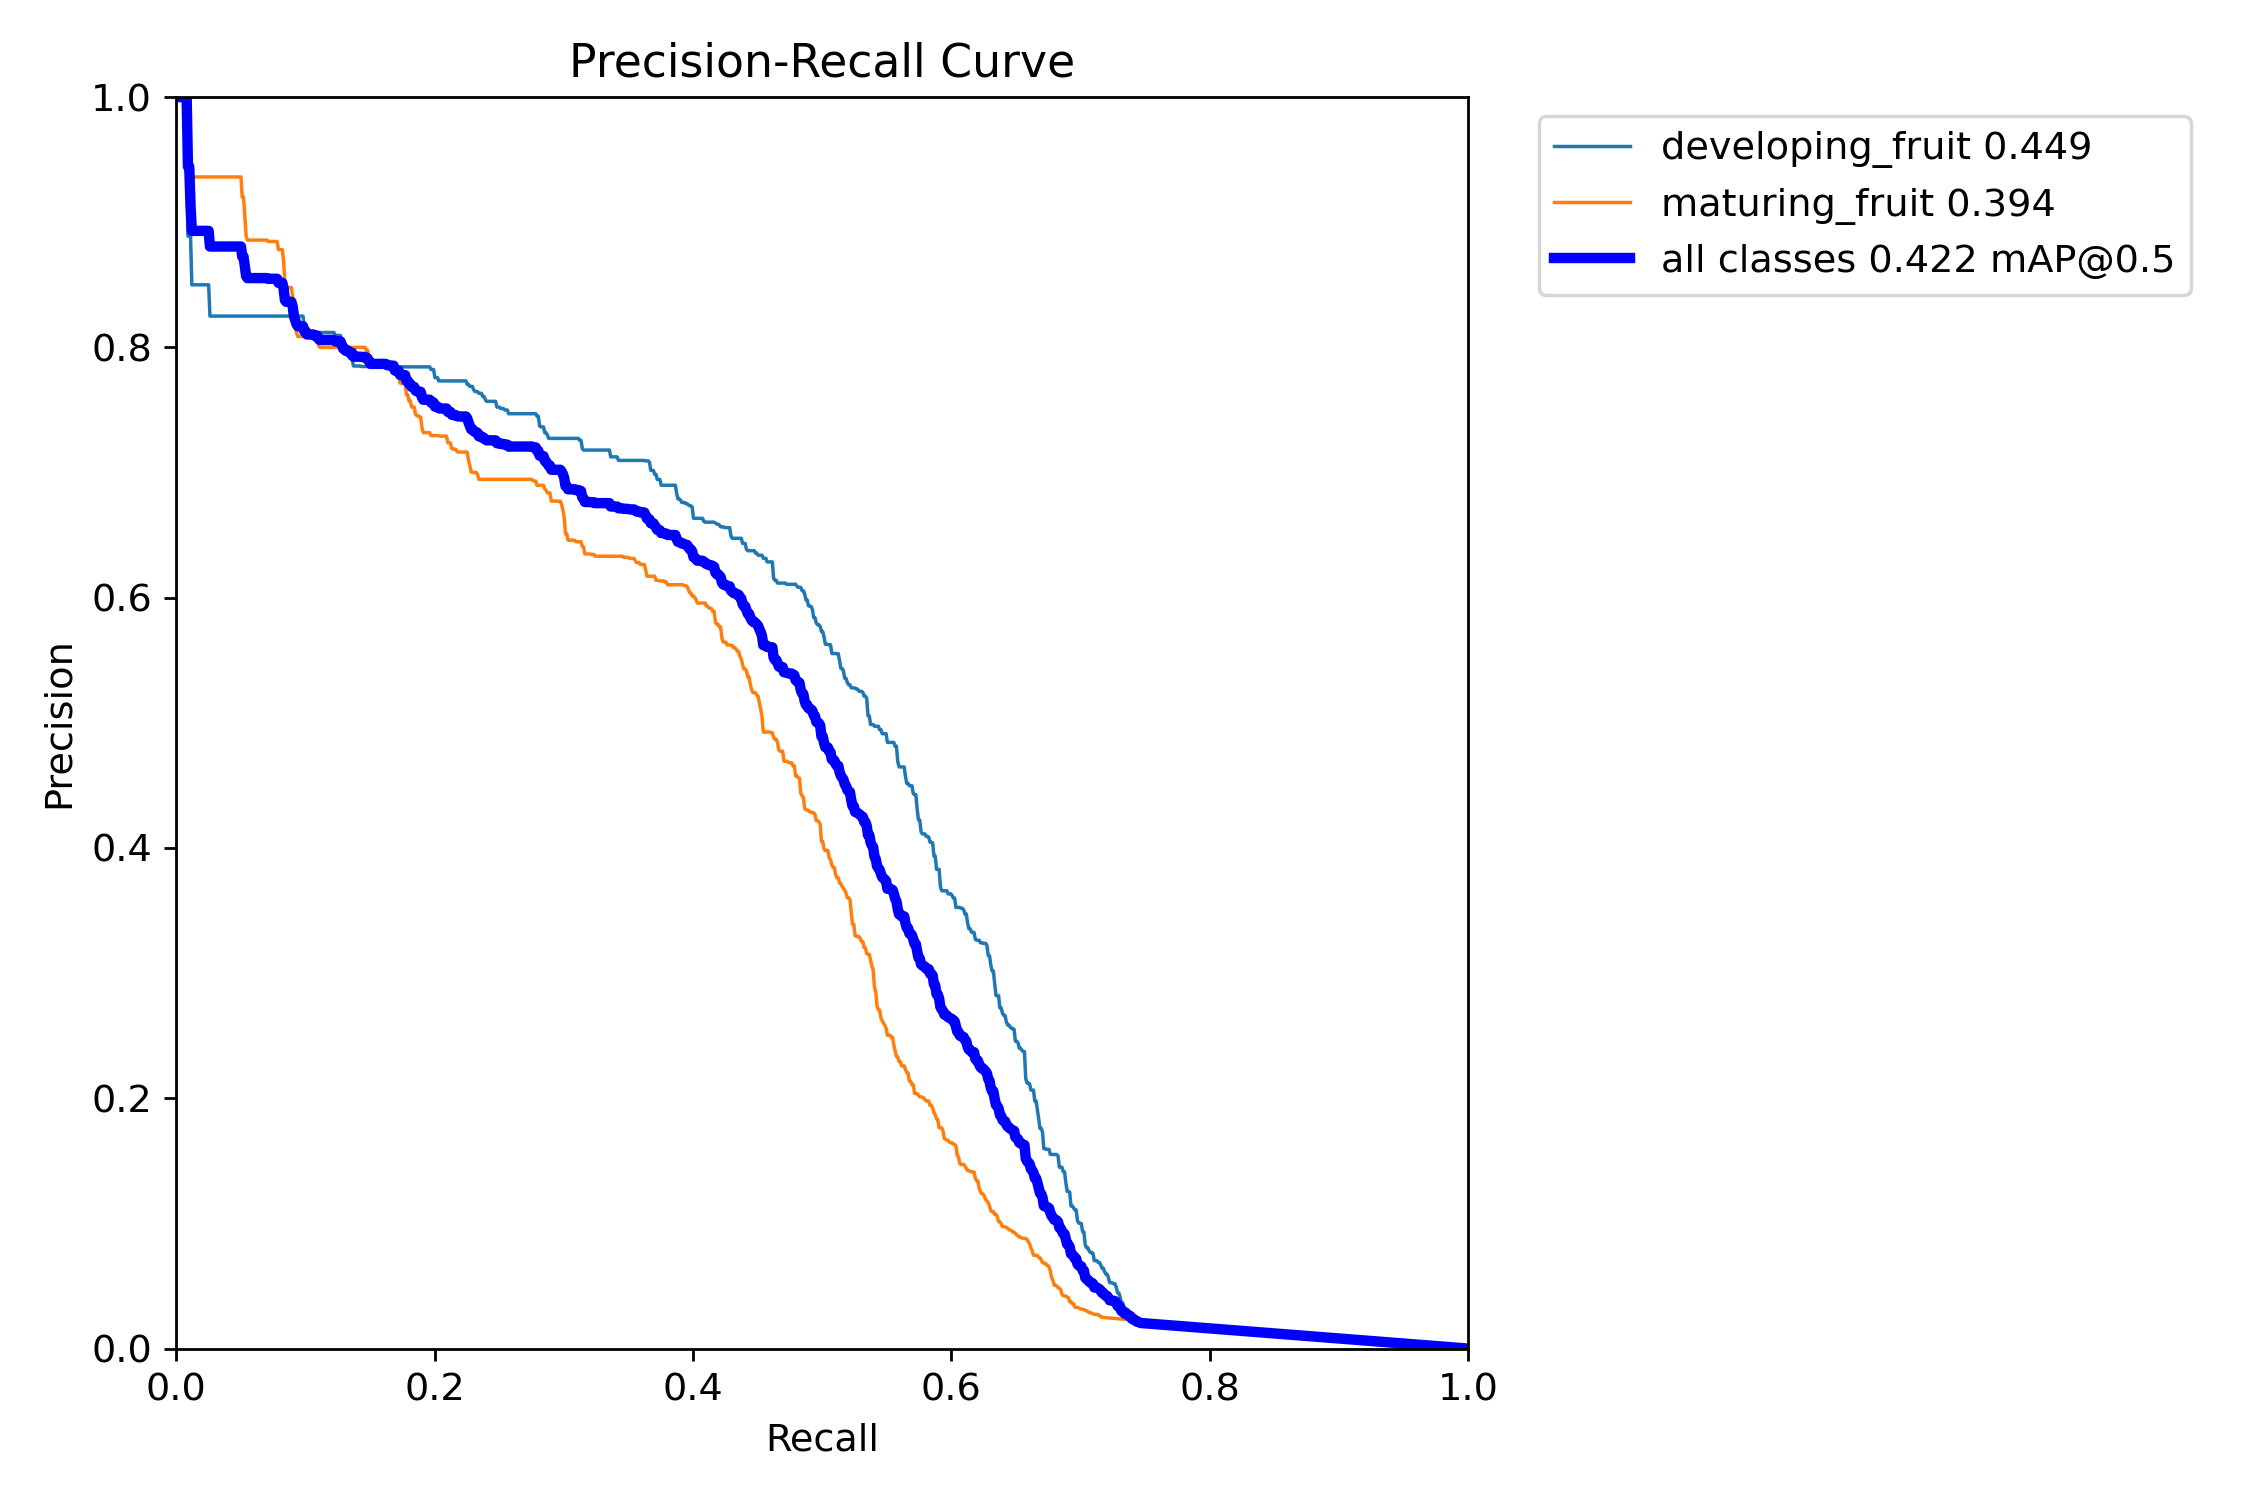 Precision-Recall Curve
1.0
0.8
0.6
0.4
0.2
0.0
Precision
0.0 0.2 0.4 0.6 0.8 1.0
Recall
developing_fruit 0.449
maturing_fruit 0.394
all classes 0.422 mAP@0.5